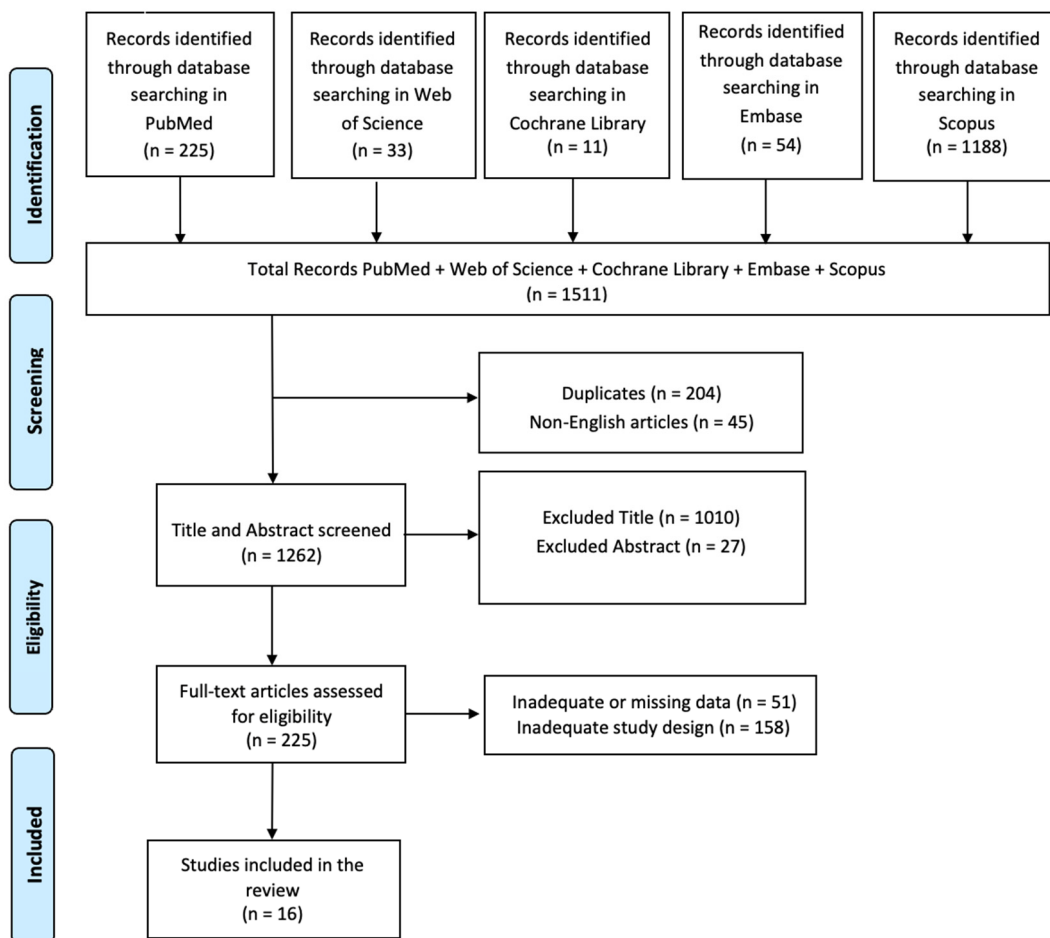 Identification
Records identified
through database
searching in
PubMed
(n = 225)
Records identified
through database
searching in Web
of Science
(n = 33)
Records identified
through database
searching in
Cochrane Library
(n = 11)
Records identified
through database
searching in
Embase
(n = 54)
Records identified
through database
searching in
Scopus
(n = 1188)
Total Records PubMed + Web of Science + Cochrane Library + Embase + Scopus
(n = 1511)
Screening
Duplicates (n = 204)
Non-English articles (n = 45)
Title and Abstract screened
(n = 1262)
Excluded Title (n = 1010)
Excluded Abstract (n = 27)
Eligibility
Full-text articles assessed
for eligibility
(n = 225)
Inadequate or missing data (n = 51)
Inadequate study design (n = 158)
Included
Studies included in the
review
(n = 16)